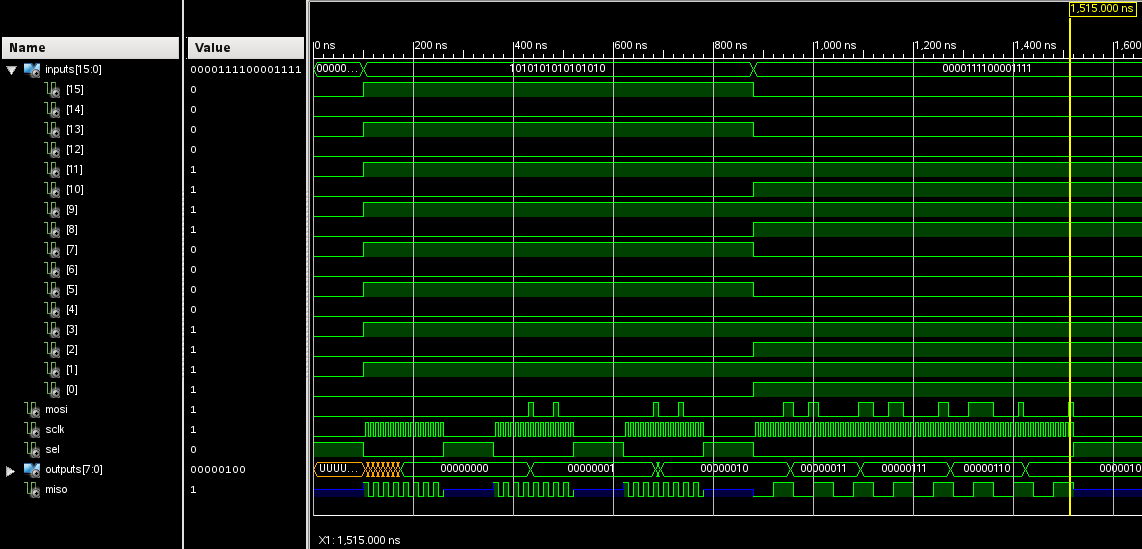 1,515.000 ns
Name Value
0 ns 200 ns 400 ns 600 ns 800 ns 1,000 ns 1,200 ns 1,400 ns 1,600
inputs[15:0] 0000111100001111 00000... 1010101010101010 0000111100001111
[15] 0
[14] 0
[13] 0
[12] 0
[11] 1
[10] 1
[9] 1
[8] 1
[7] 0
[6] 0
[5] 0
[4] 0
[3] 1
[2] 1
[1] 1
[0] 1
mosi 1
sclk 1
sel 0
outputs[7:0] 00000100 UUUU... 00000000 00000001 00000010 00000011 00000111 00000110 0000010
miso 1
X1: 1,515.000 ns